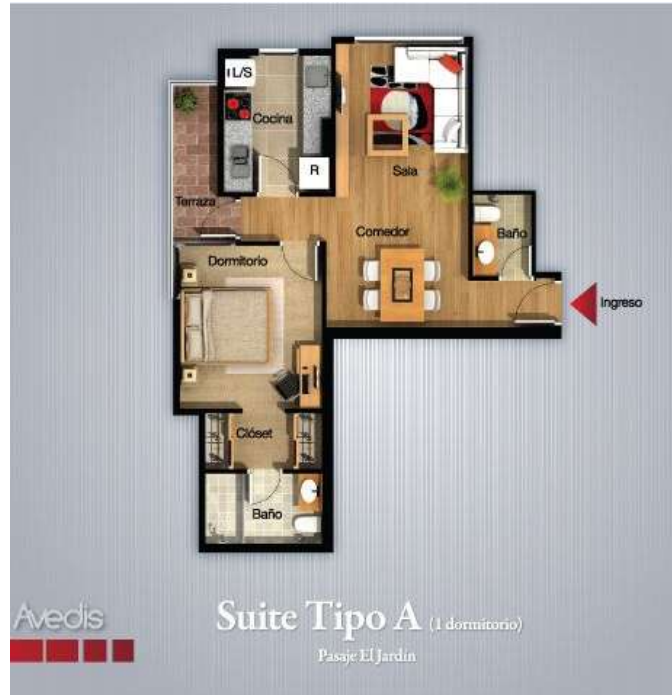 L/S
Cocina
R
Sala
Terraza
Comedor
Baño
Dormitorio
Ingreso
Clóset
Baño
Avedis
Suite Tipo A (1 dormitorio)
Pasaje El Jardín